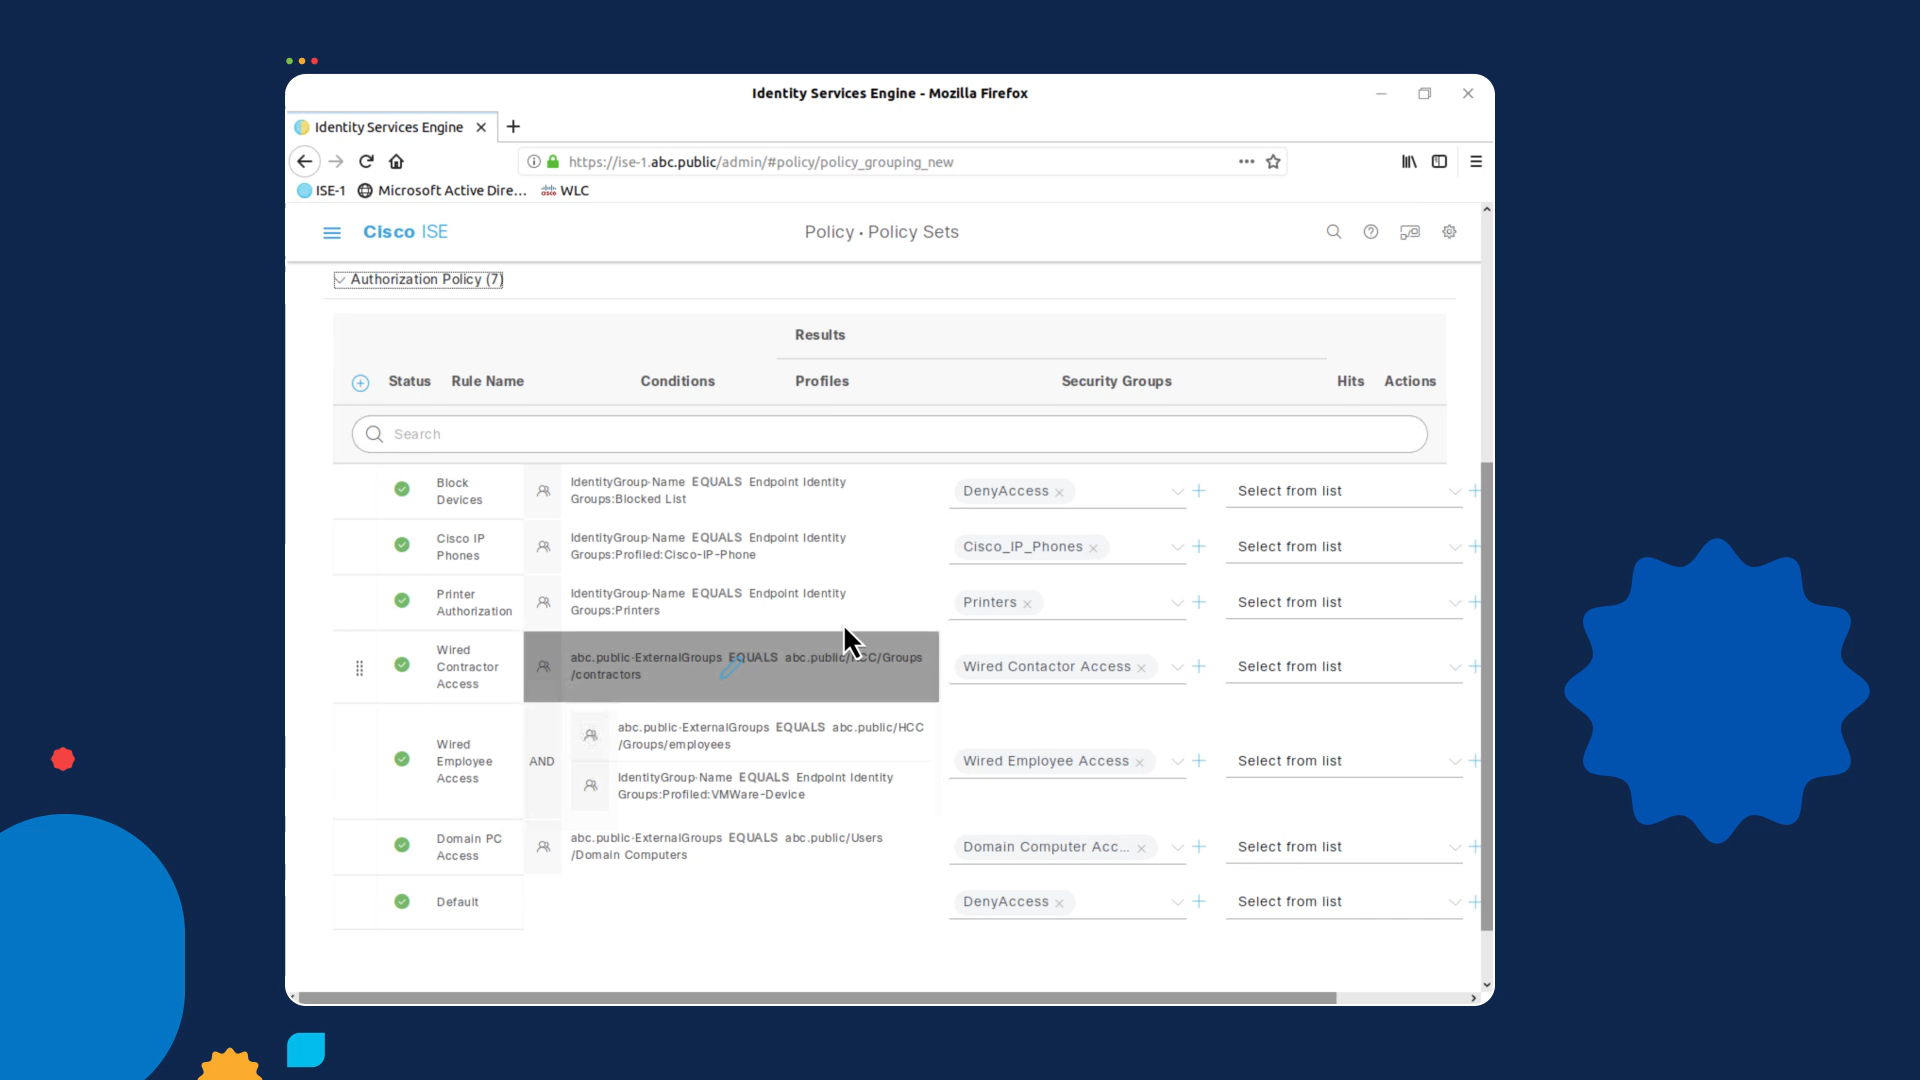 Identity Services Engine - Mozilla Firefox
Identity Services Engine
https://ise-1.abc.public/admin/#policy/policy_grouping_new
ISE-1 Microsoft Active Dire... WLC
Cisco ISE
Policy · Policy Sets
Authorization Policy (7)
Results
Status Rule Name Conditions Profiles Security Groups Hits Actions
Search
Block
Devices
IdentityGroup·Name EQUALS Endpoint Identity
Groups:Blocked List
DenyAccess
Select from list
Cisco IP
Phones
IdentityGroup·Name EQUALS Endpoint Identity
Groups:Profiled:Cisco-IP-Phone
Cisco_IP_Phones
Select from list
Printer
Authorization
IdentityGroup·Name EQUALS Endpoint Identity
Groups:Printers
Printers
Select from list
Wired
Contractor
Access
abc.public·ExternalGroups EQUALS abc.public/HCC/Groups
/contractors
Wired Contactor Access
Select from list
Wired
Employee
Access
AND
abc.public·ExternalGroups EQUALS abc.public/HCC
/Groups/employees
IdentityGroup·Name EQUALS Endpoint Identity
Groups:Profiled:VMWare-Device
Wired Employee Access
Select from list
Domain PC
Access
abc.public·ExternalGroups EQUALS abc.public/Users
/Domain Computers
Domain Computer Acc...
Select from list
Default
DenyAccess
Select from list